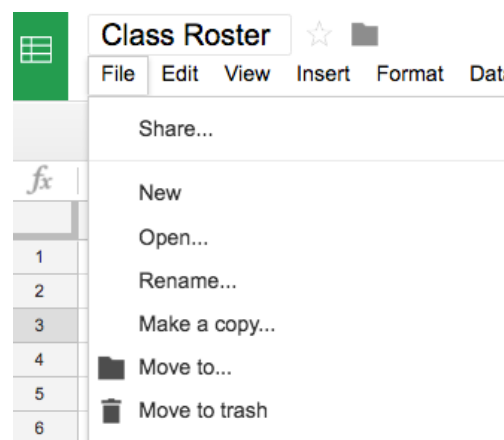 Class Roster
File Edit View Insert Format Dat
Share...
fx
New
Open...
1
Rename...
2
3 Make a copy...
4 Move to...
5 Move to trash
6